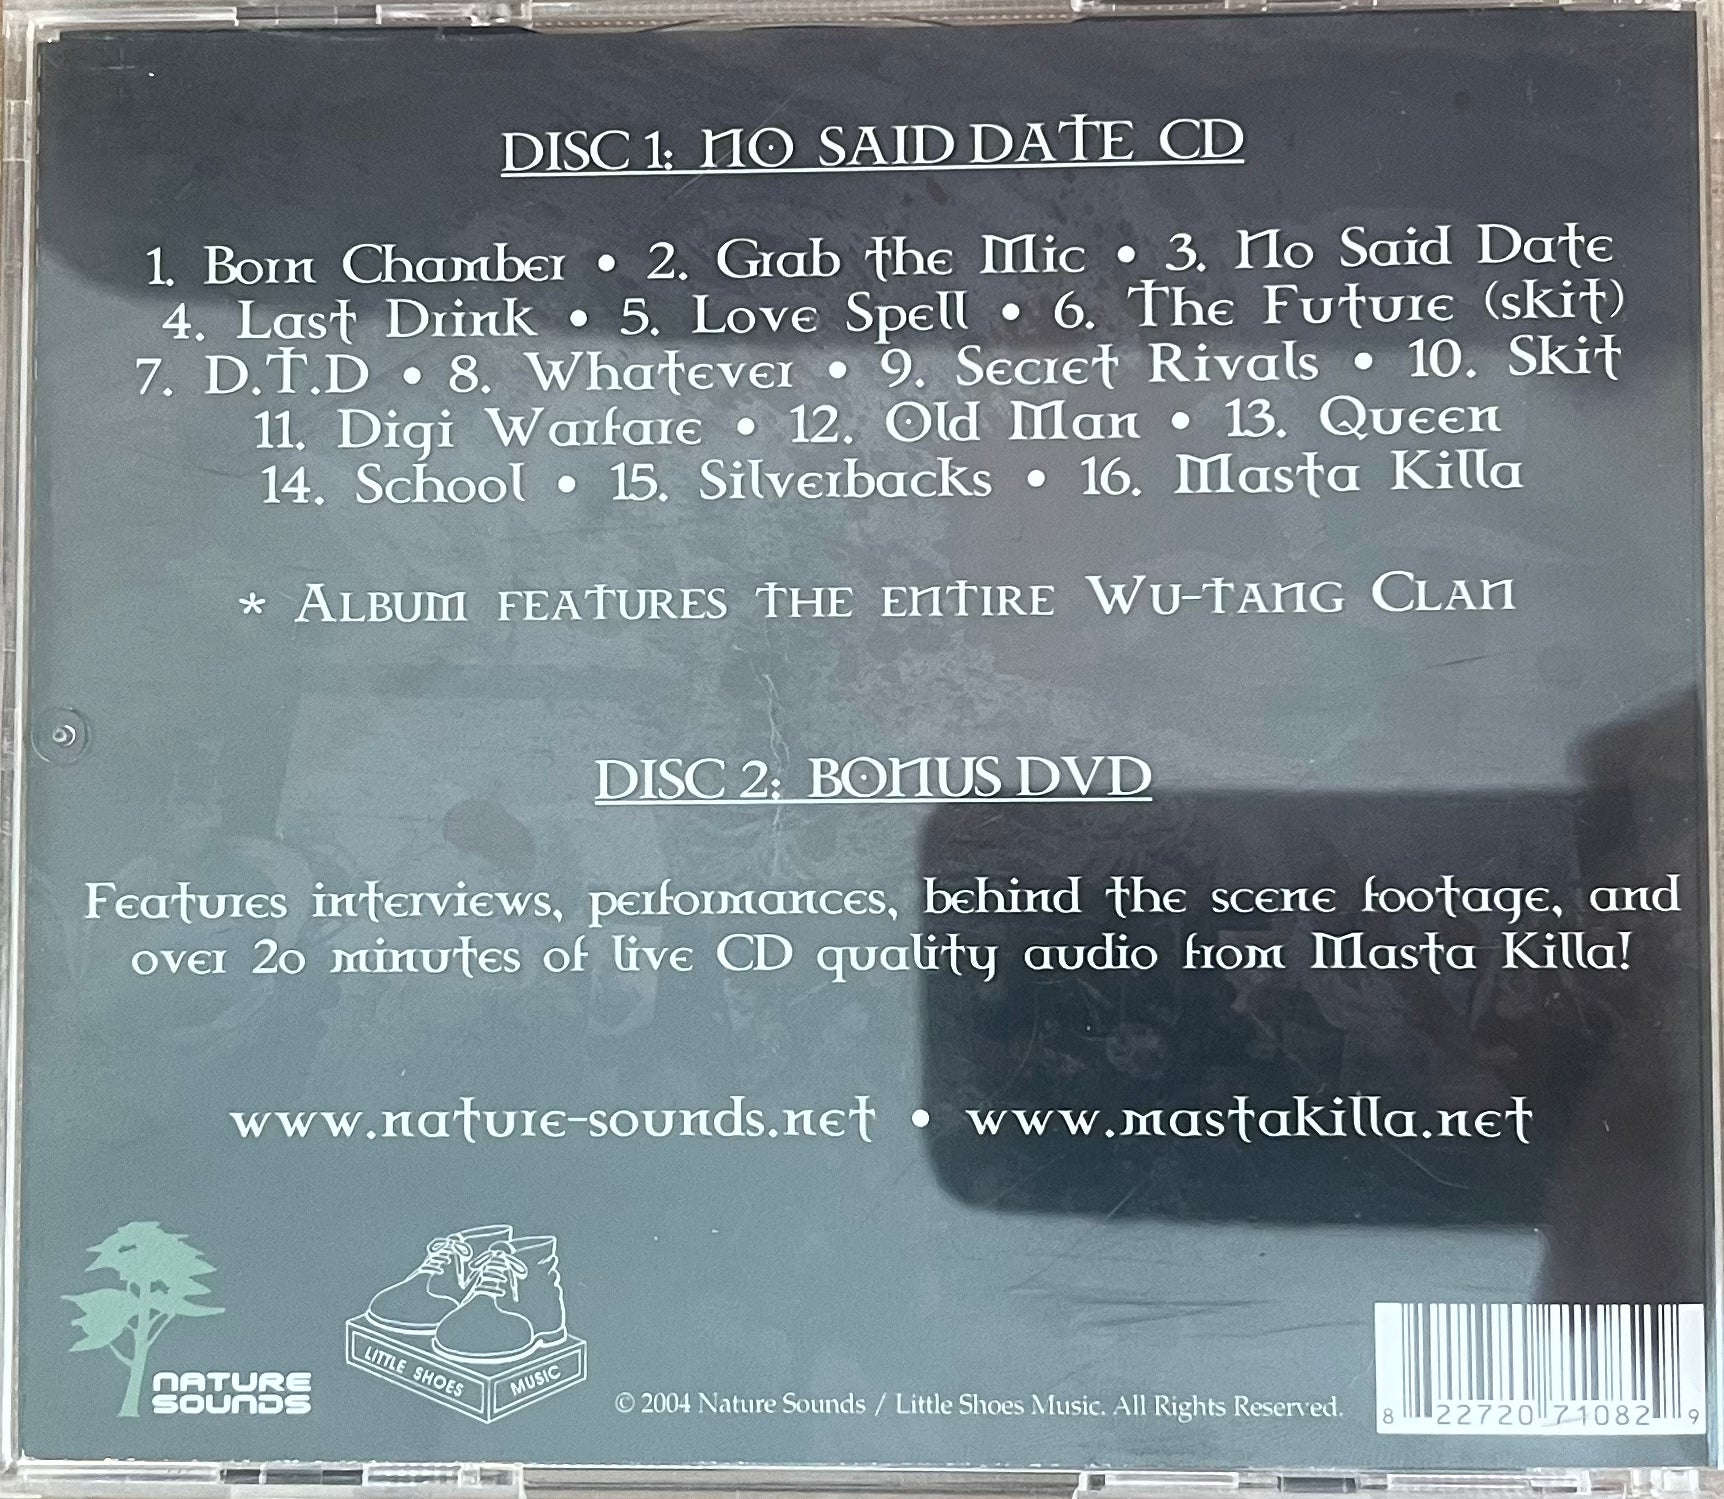 DISC 1: NO SAID DATE CD
1. Born Chamber • 2. Grab the Mic • 3. No Said Date
4. Last Drink • 5. Love Spell • 6. The Future (skit)
7. D.T.D • 8. Whatever • 9. Secret Rivals • 10. Skit
11. Digi Warfare • 12. Old Man • 13. Queen
14. School • 15. Silverbacks • 16. Masta Killa
* ALBUM FEATURES THE ENTIRE WU-TANG CLAN
DISC 2: BONUS DVD
Features interviews, performances, behind the scene footage, and
over 20 minutes of live CD quality audio from Masta Killa!
www.nature-sounds.net • www.mastakilla.net
NATURE
SOUNDS
LITTLE SHOES MUSIC
© 2004 Nature Sounds / Little Shoes Music. All Rights Reserved.
8 22720 71082 9